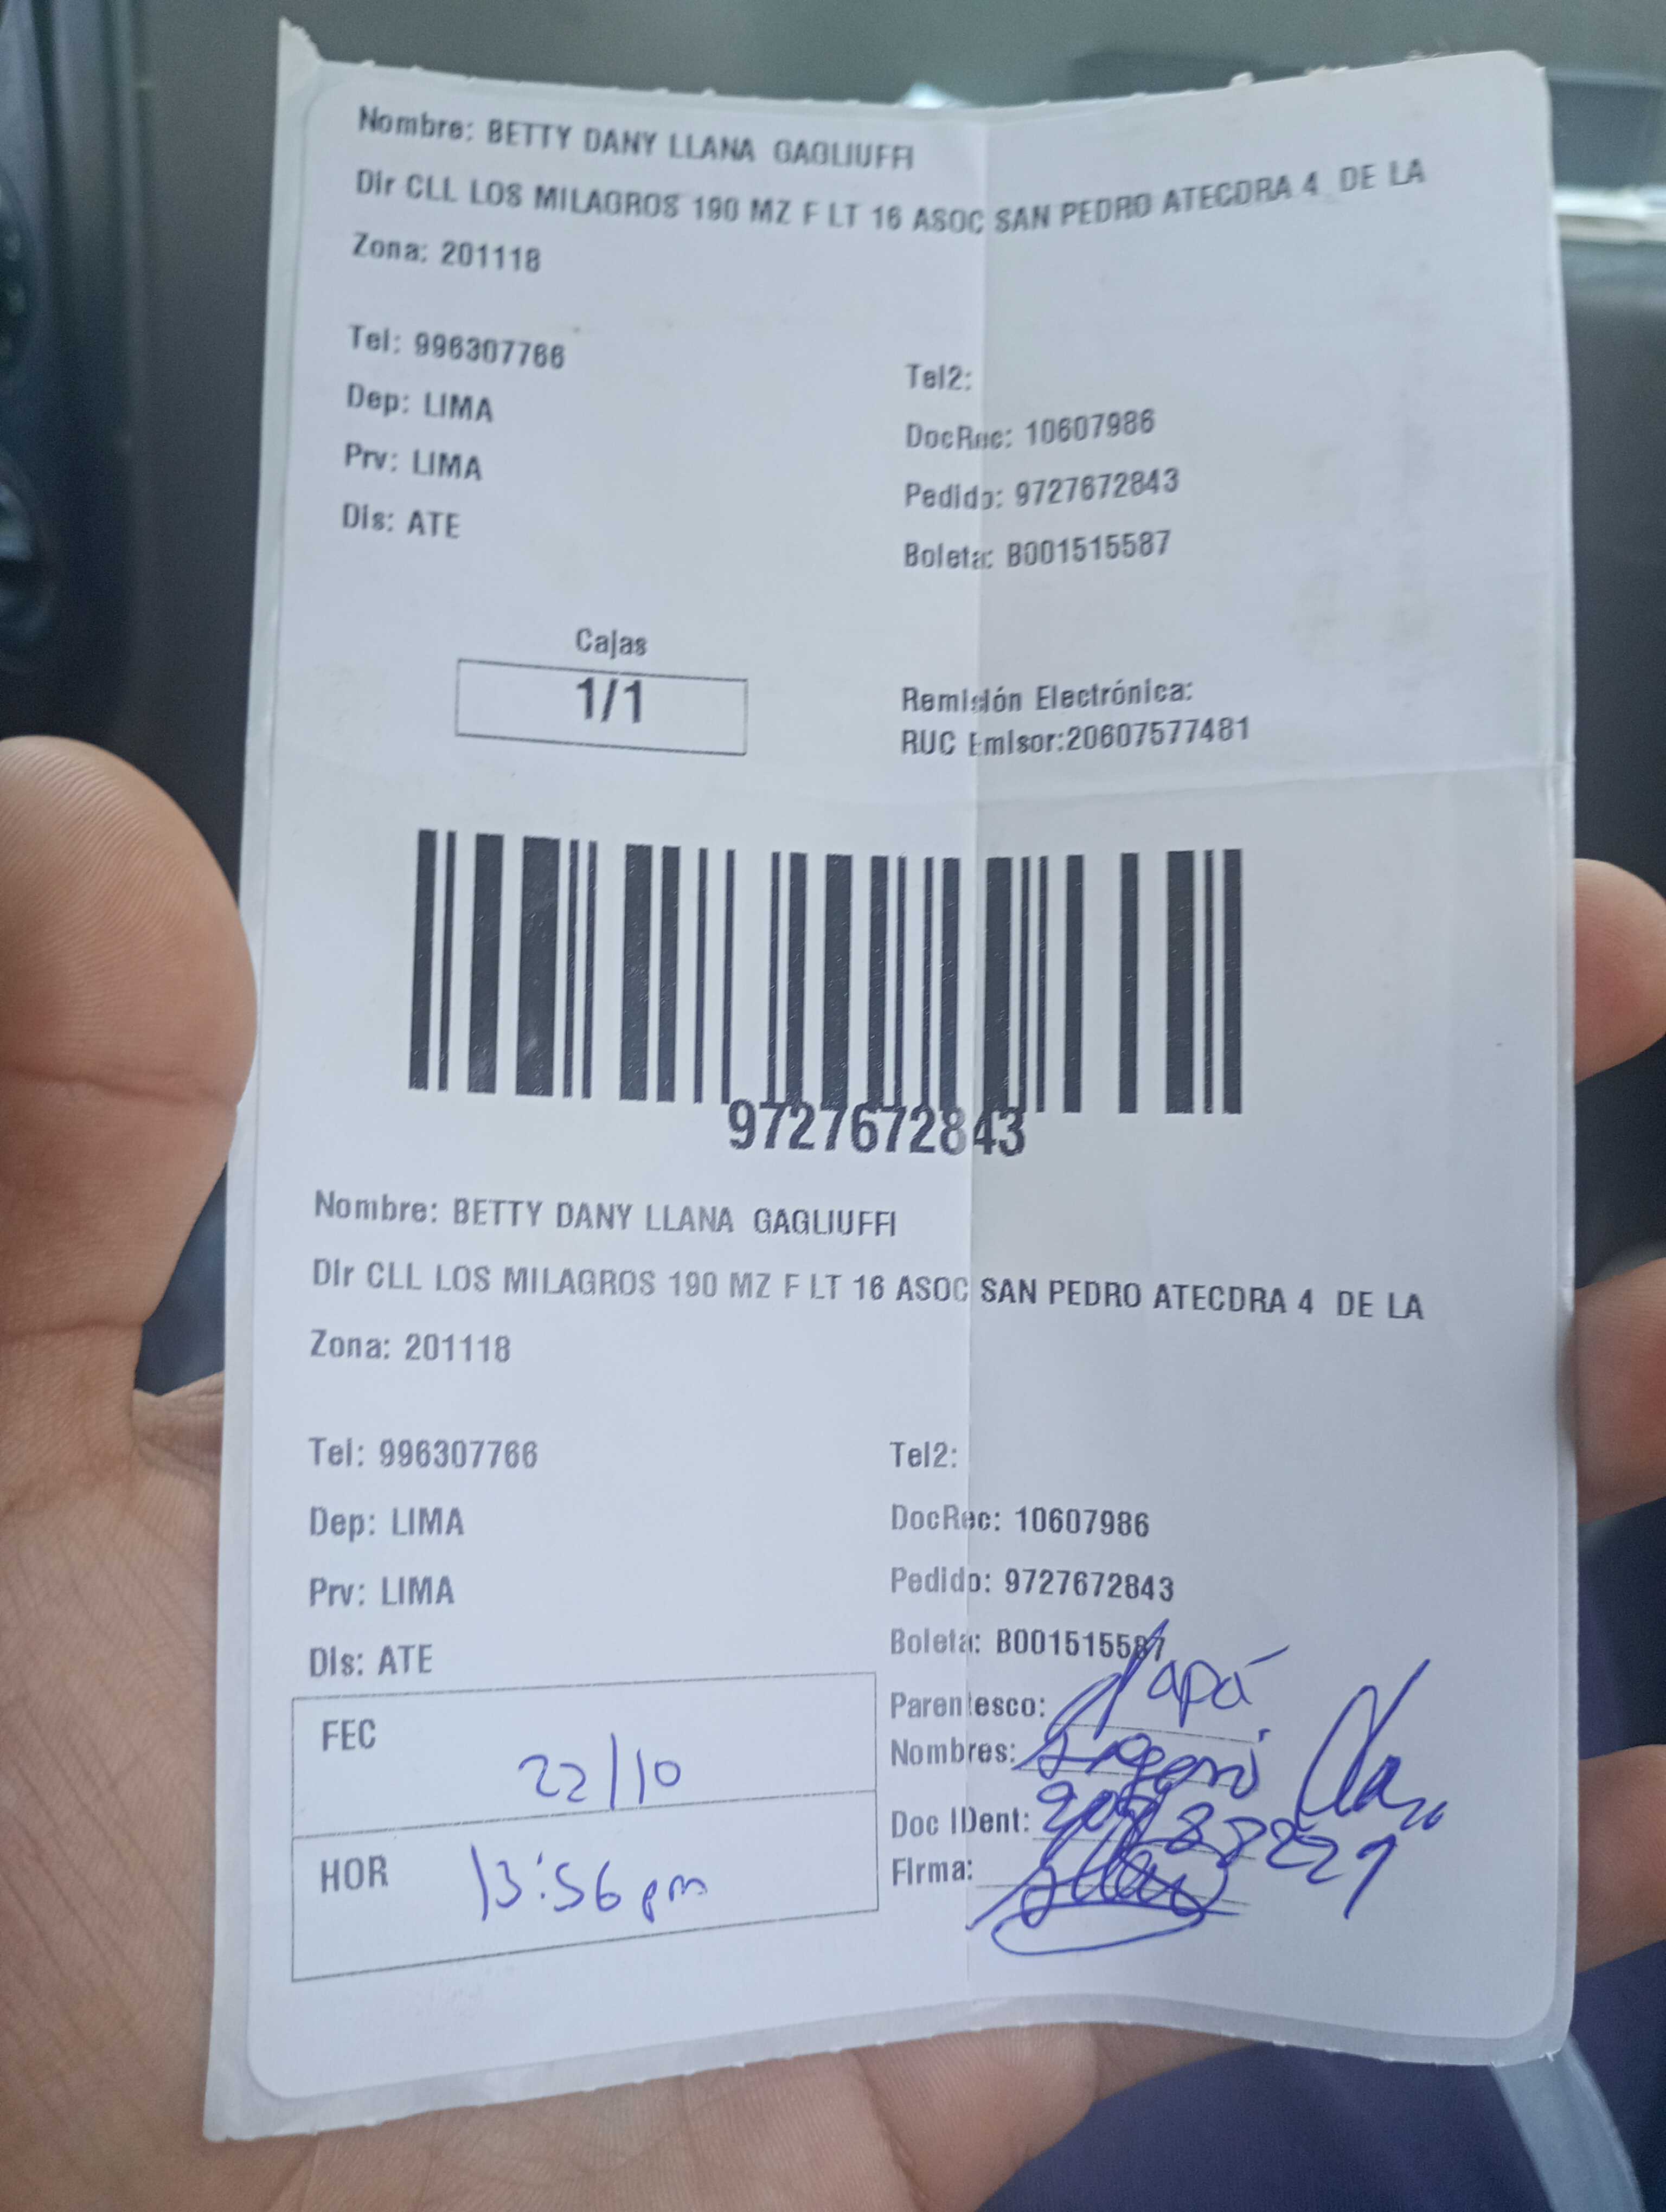 Nombre: BETTY DANY LLANA GAGLIUFFI
Dir CLL LOS MILAGROS 190 MZ F LT 16 ASOC SAN PEDRO ATECDRA 4 DE LA
Zona: 201118
Tel: 996307766
Tel2:
Dep: LIMA
DocRec: 10607986
Prv: LIMA
Pedido: 9727672843
Dis: ATE
Boleta: B001515587
Cajas
1/1
Remisión Electrónica:
RUC Emisor:20607577481
9727672843
Nombre: BETTY DANY LLANA GAGLIUFFI
Dir CLL LOS MILAGROS 190 MZ F LT 16 ASOC SAN PEDRO ATECDRA 4 DE LA
Zona: 201118
Tel: 996307766
Tel2:
Dep: LIMA
DocRec: 10607986
Prv: LIMA
Pedido: 9727672843
Dis: ATE
Boleta: B001515587
Parentesco: Papá
FEC 22/10
Nombres:
Doc IDent:
HOR 13:56 pm
Firma: